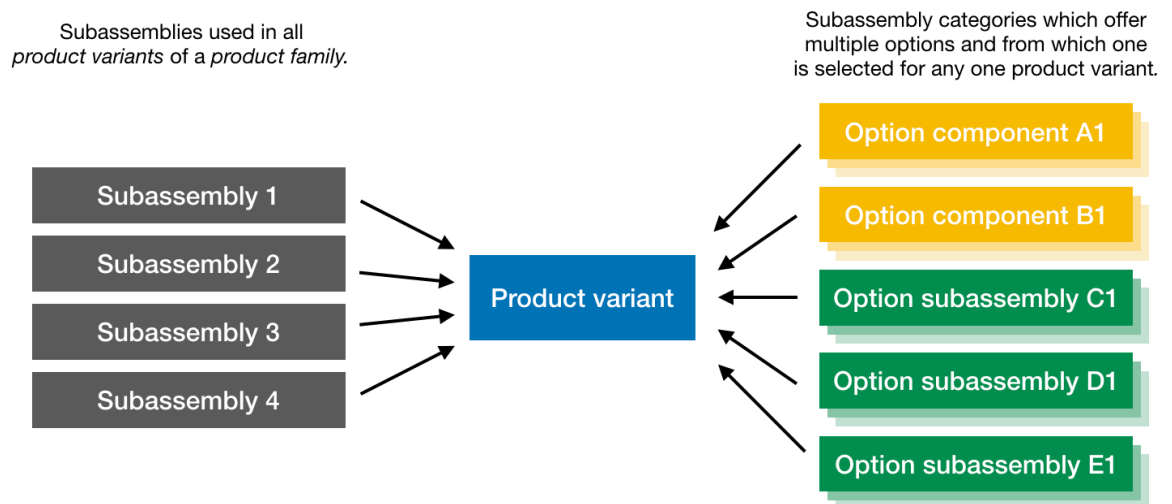 Subassemblies used in all
product variants of a product family.
Subassembly 1
Subassembly 2
Subassembly 3
Subassembly 4
Product variant
Subassembly categories which offer
multiple options and from which one
is selected for any one product variant.
Option component A1
Option component B1
Option subassembly C1
Option subassembly D1
Option subassembly E1